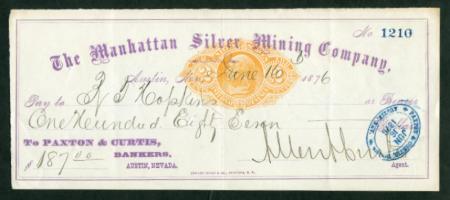 No. 1210
The Manhattan Silver Mining Company,
Austin, June 16 1876
Pay to Hopkins or Bearer
One Hundred Eighty Seven
To PAXTON & CURTIS,
BANKERS,
AUSTIN, NEVADA.
$187.00
Agent.